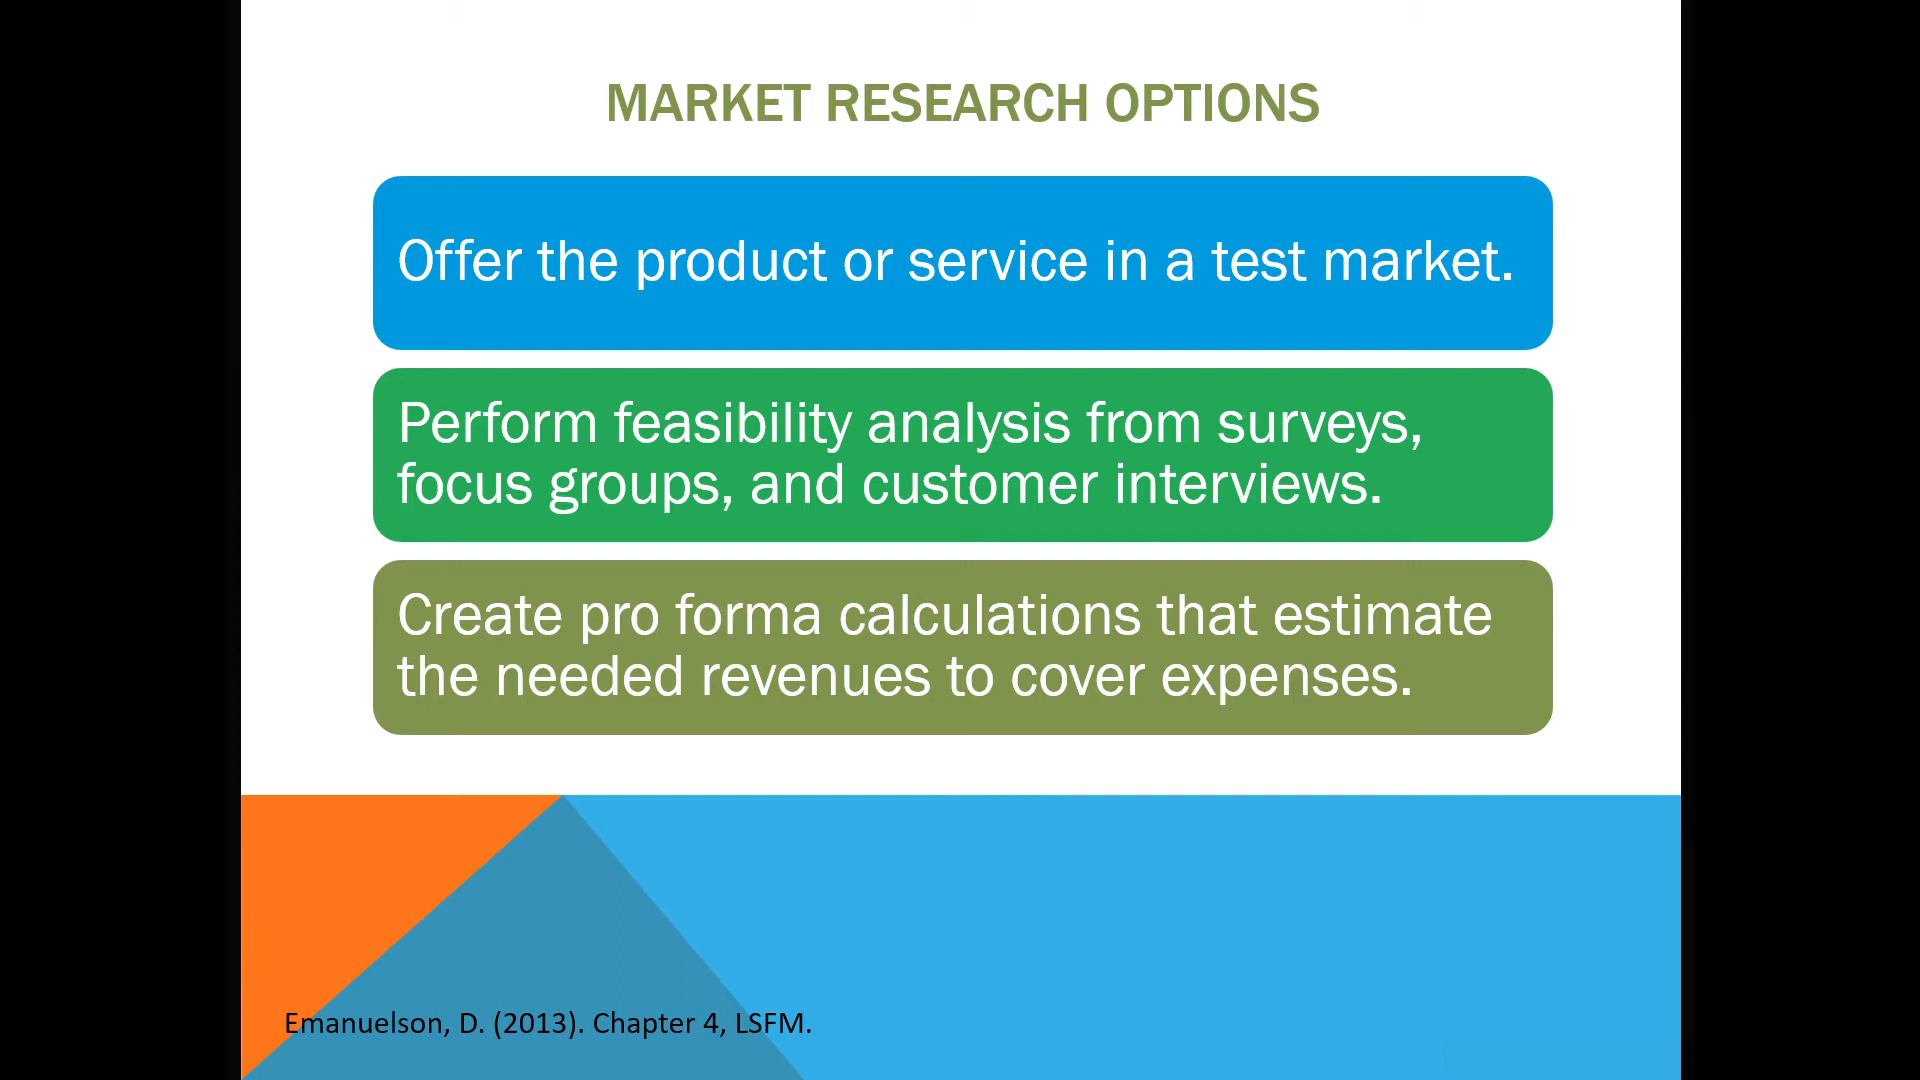 MARKET RESEARCH OPTIONS
Offer the product or service in a test market.
Perform feasibility analysis from surveys,
focus groups, and customer interviews.
Create pro forma calculations that estimate
the needed revenues to cover expenses.
Emanuelson, D. (2013). Chapter 4, LSFM.